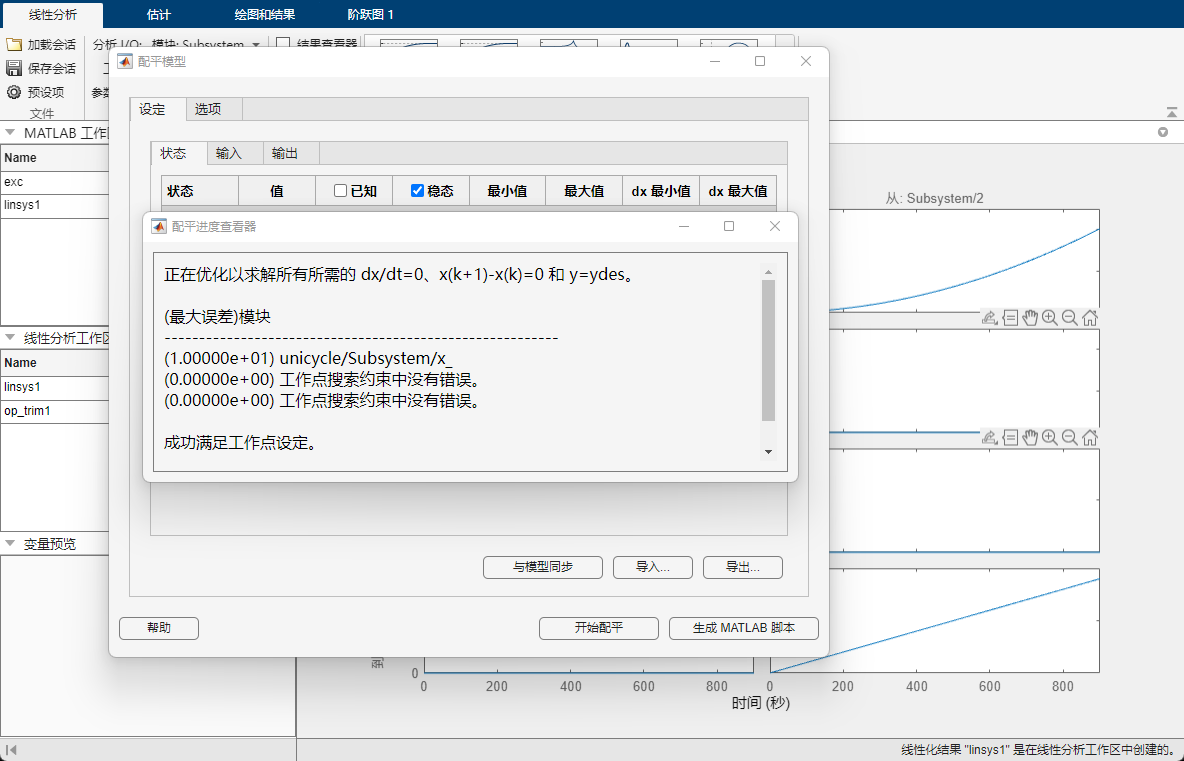 线性分析
估计
绘图和结果
阶跃图 1
加载会话
分析 I/O:
模块: Subsystem
结果查看器
保存会话
预设项
参数
文件
配平模型
MATLAB 工作
Name
exc
linsys1
线性分析工作区
Name
linsys1
op_trim1
变量预览
设定
选项
状态
输入
输出
状态
值
已知
稳态
最小值
最大值
dx 最小值
dx 最大值
配平进度查看器
正在优化以求解所有所需的 dx/dt=0、x(k+1)-x(k)=0 和 y=ydes。
(最大误差)模块
--------------------------------------------------------
(1.00000e+01) unicycle/Subsystem/x_
(0.00000e+00) 工作点搜索约束中没有错误。
(0.00000e+00) 工作点搜索约束中没有错误。
成功满足工作点设定。
与模型同步
导入...
导出...
帮助
开始配平
生成 MATLAB 脚本
从: Subsystem/2
0
0 200 400 600 800
0 200 400 600 800
时间 (秒)
线性化结果 "linsys1" 是在线性分析工作区中创建的。